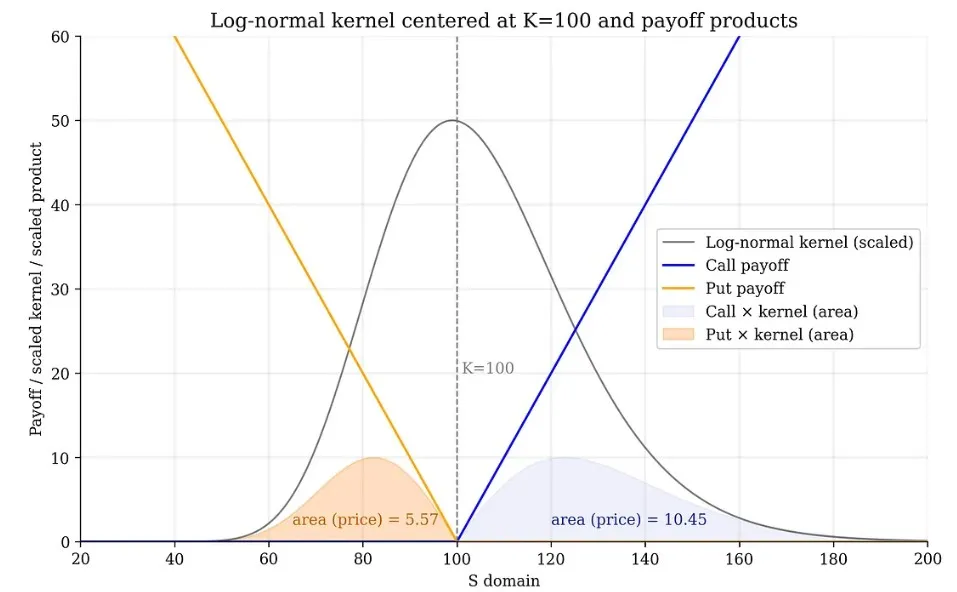 Log-normal kernel centered at K=100 and payoff products
Payoff / scaled kernel / scaled product
60
50
40
30
20
10
0
Log-normal kernel (scaled)
Call payoff
Put payoff
Call × kernel (area)
Put × kernel (area)
K=100
area (price) = 5.57
area (price) = 10.45
20
40
60
80
100
120
140
160
180
200
S domain